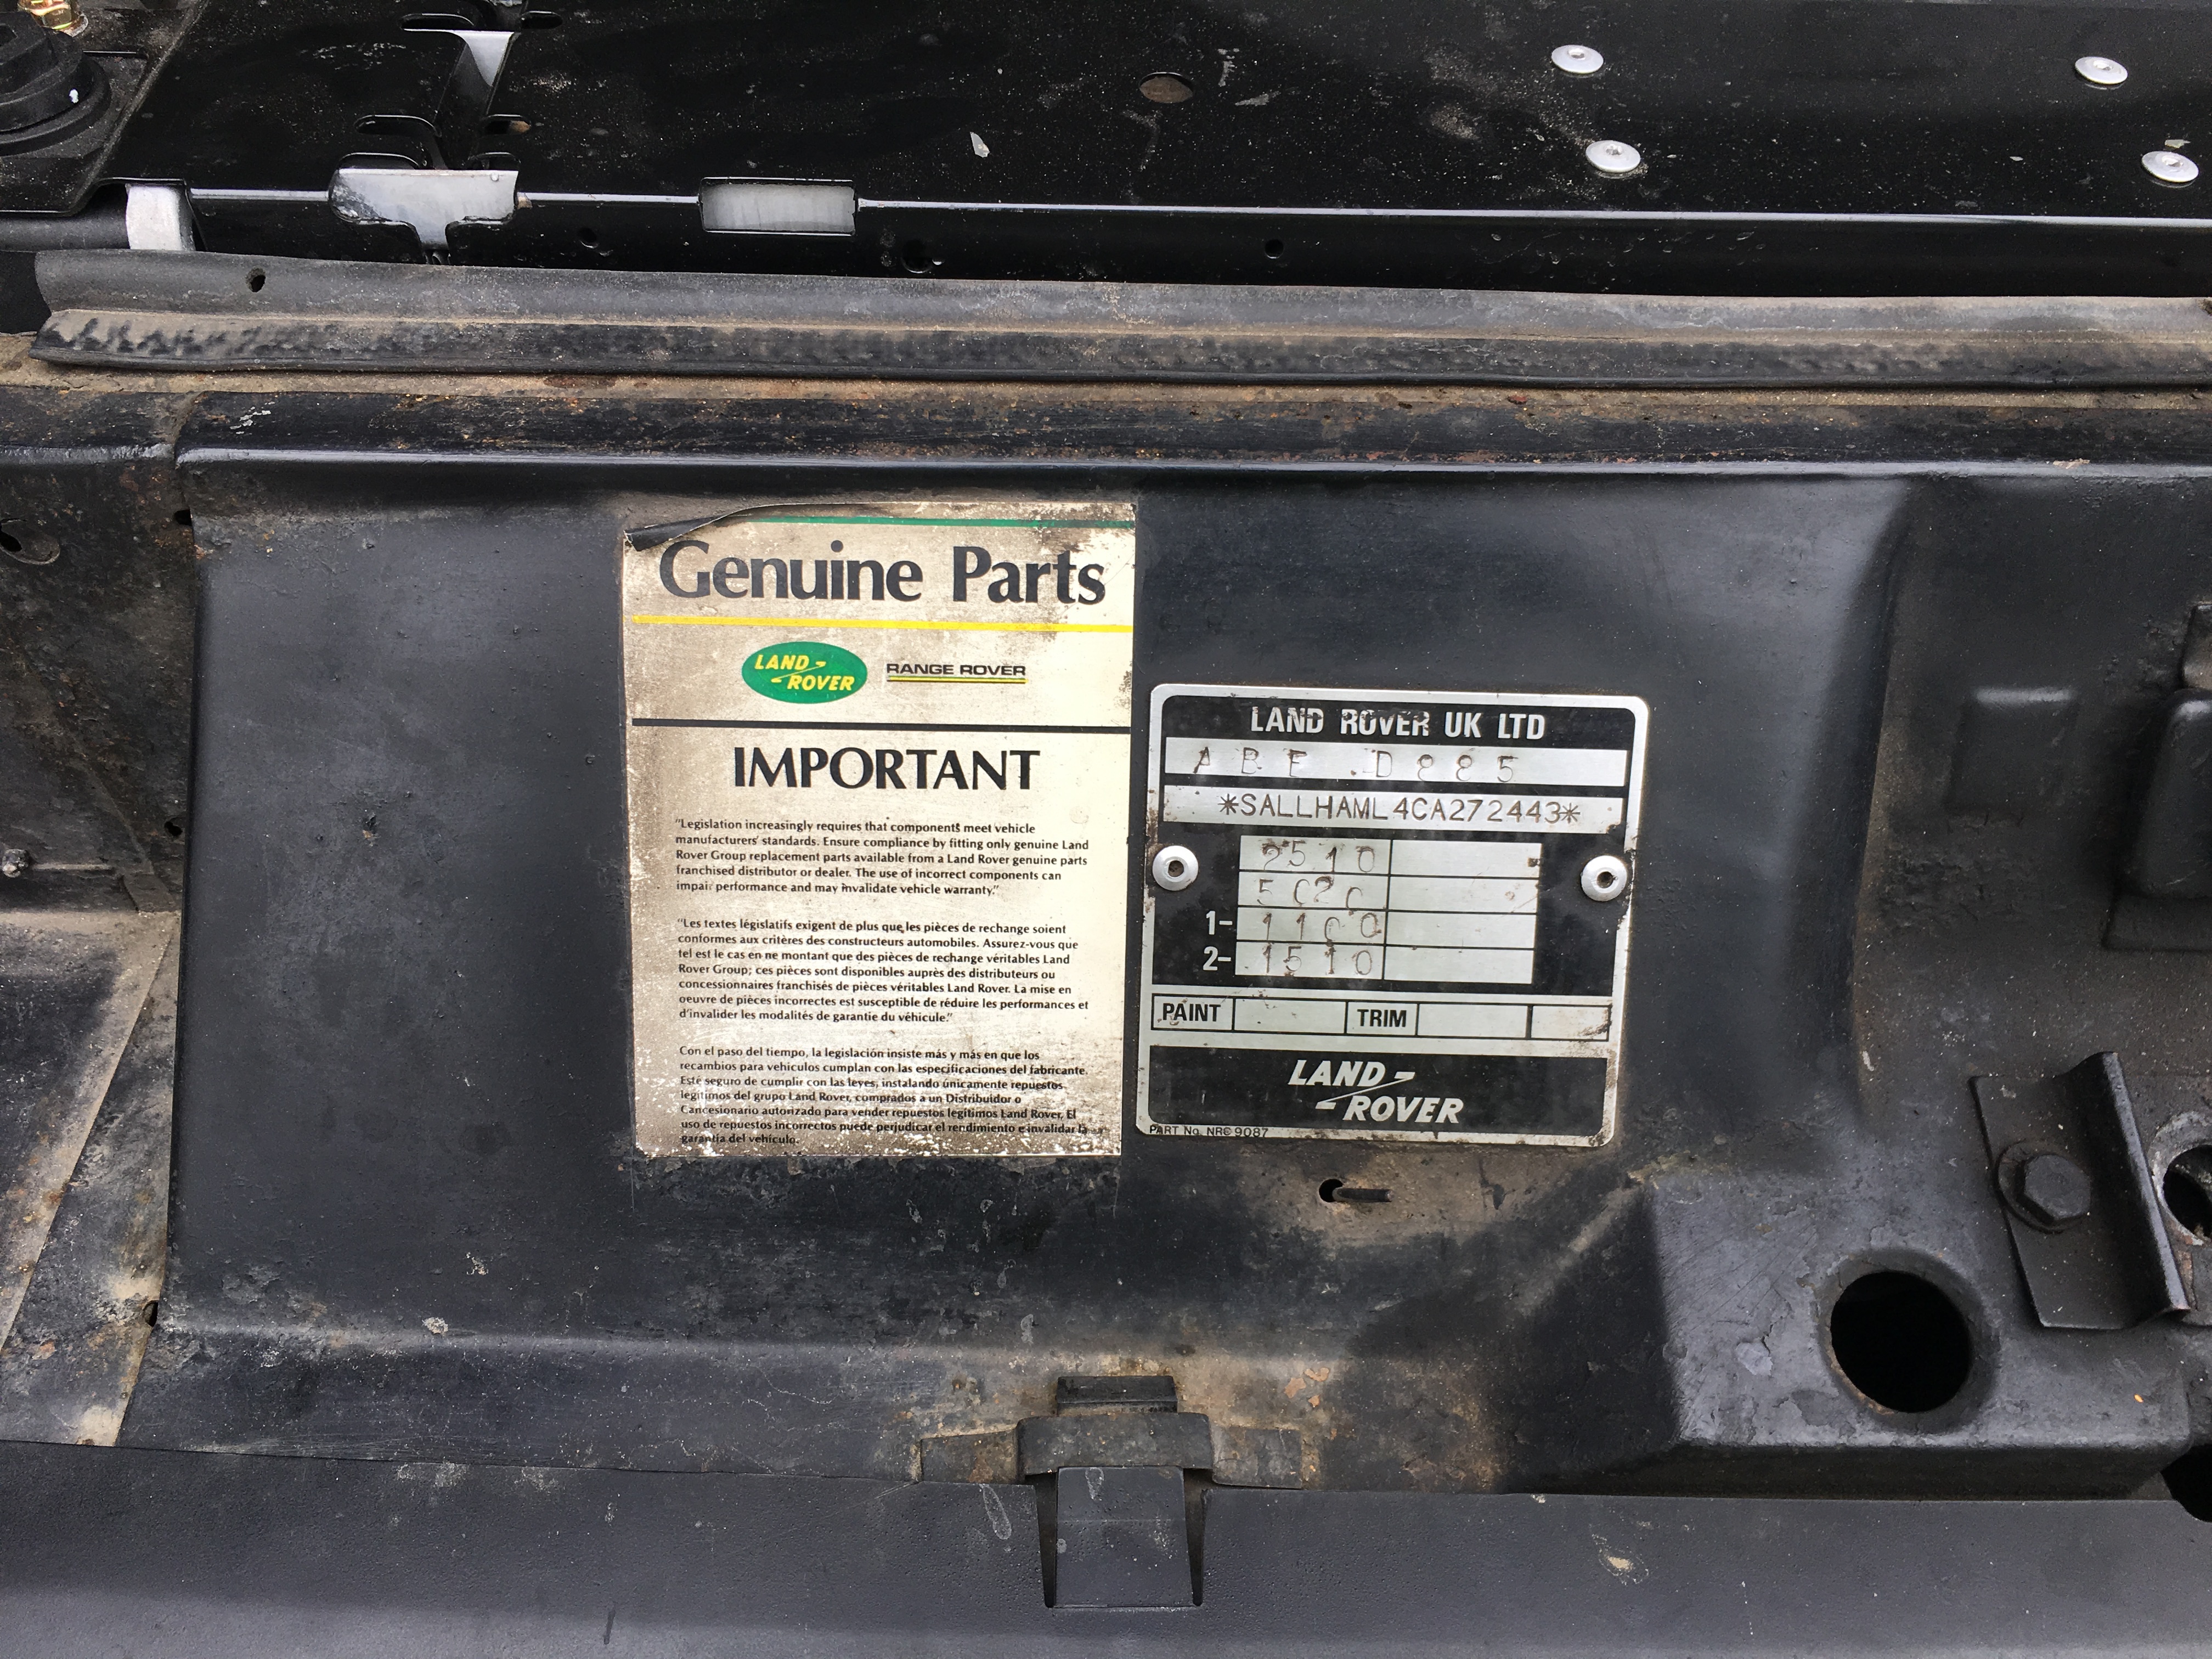 Genuine Parts
LAND ROVER
RANGE ROVER
IMPORTANT
"Legislation increasingly requires that components meet vehicle
manufacturers' standards. Ensure compliance by fitting only genuine Land
Rover Group replacement parts available from a Land Rover genuine parts
franchised distributor or dealer. The use of incorrect components can
impair performance and may invalidate vehicle warranty."
"Les textes législatifs exigent de plus que les pièces de rechange soient
conformes aux critères des constructeurs automobiles. Assurez-vous que
tel est le cas en ne montant que des pièces de rechange véritables Land
Rover Group; ces pièces sont disponibles auprès des distributeurs ou
concessionnaires franchisés de pièces véritables Land Rover. La mise en
oeuvre de pièces incorrectes est susceptible de réduire les performances et
d'invalider les modalités de garantie du véhicule."
Con el paso del tiempo, la legislación insiste más y más en que los
recambios para vehiculos cumplan con las especificaciones del fabricante.
Esté seguro de cumplir con las leyes, instalando únicamente repuestos
legítimos del grupo Land Rover, comprados a un Distribuidor o
Concesionario autorizado para vender repuestos legítimos Land Rover. El
uso de repuestos incorrectos puede perjudicar el rendimiento e invalidar la
garantía del vehículo.
LAND ROVER UK LTD
*SALLHAML4CA272443*
2510
1- 1100
2- 1510
PAINT TRIM
LAND ROVER
PART No. NRC 9087